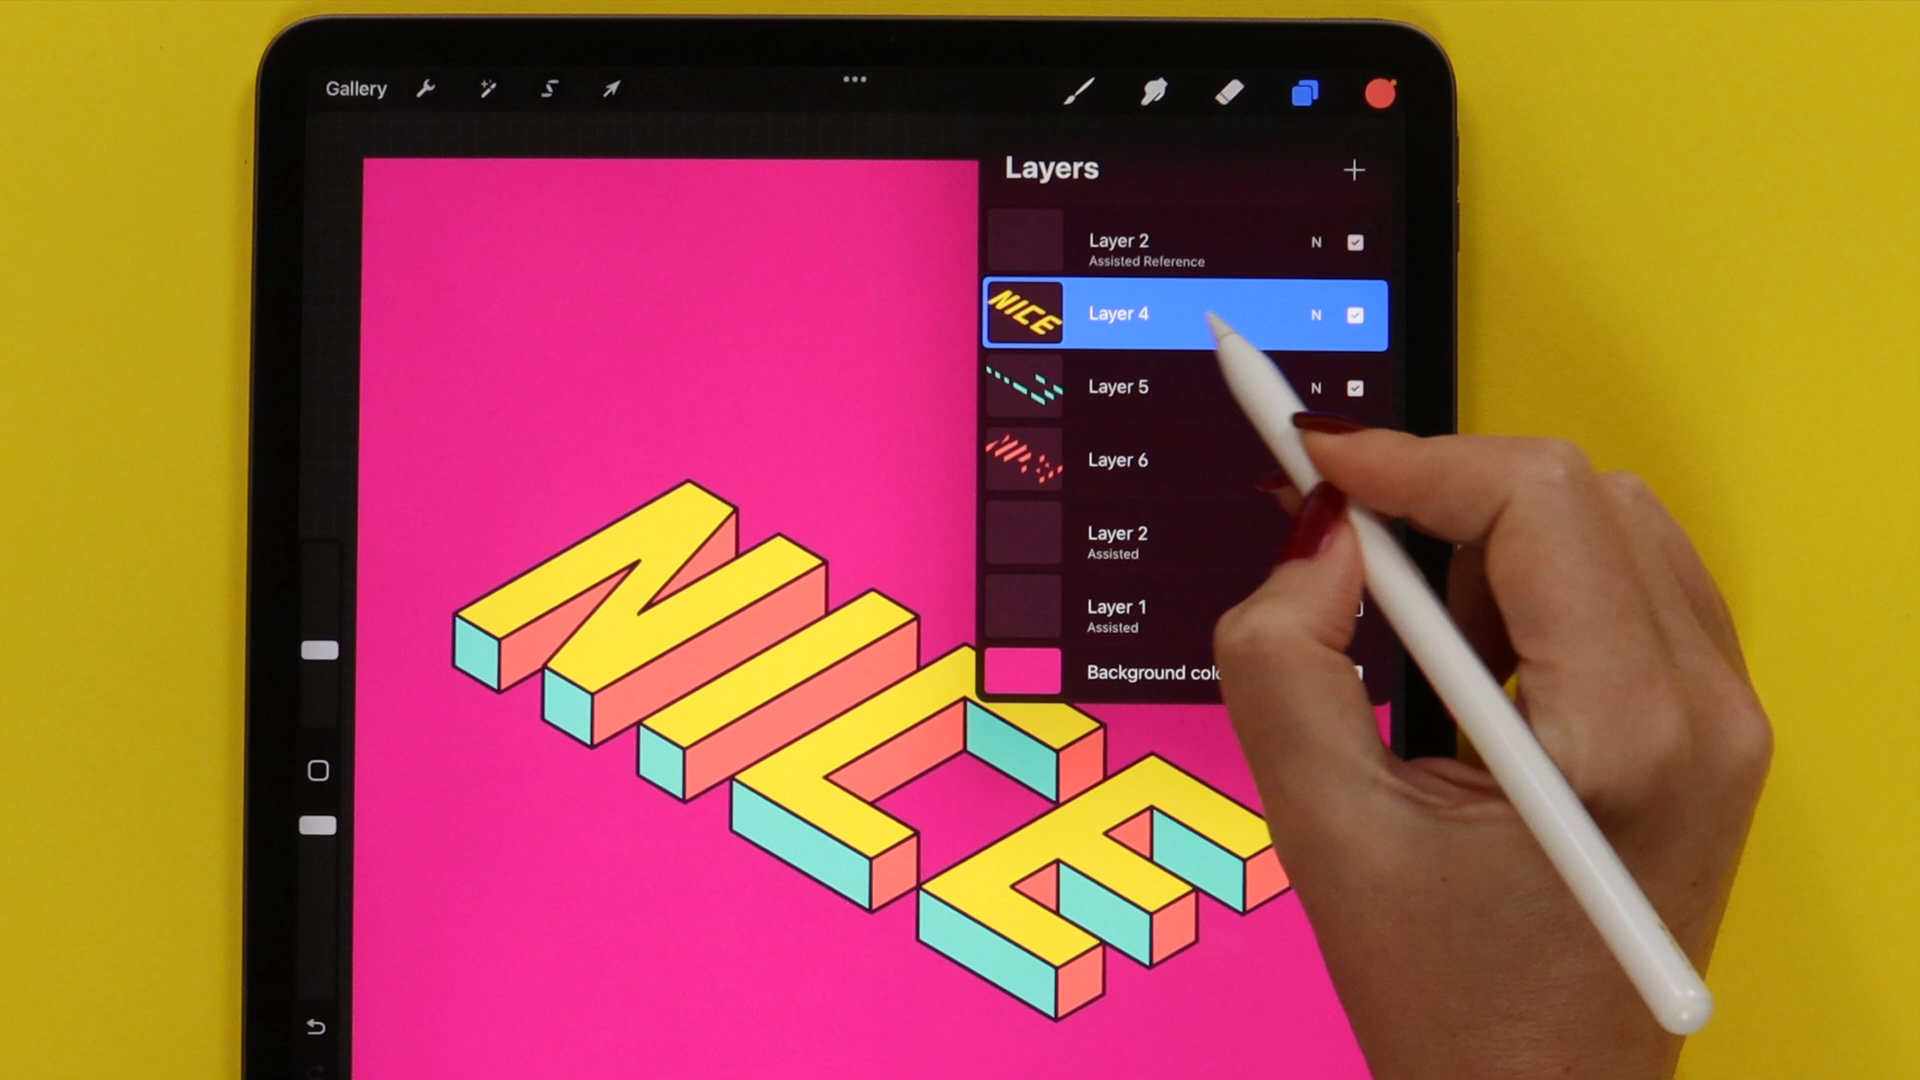 Gallery
Layers
Layer 2 N
Assisted Reference
NICE Layer 4 N
Layer 5 N
Layer 6
Layer 2
Assisted
Layer 1
Assisted
Background
NICE